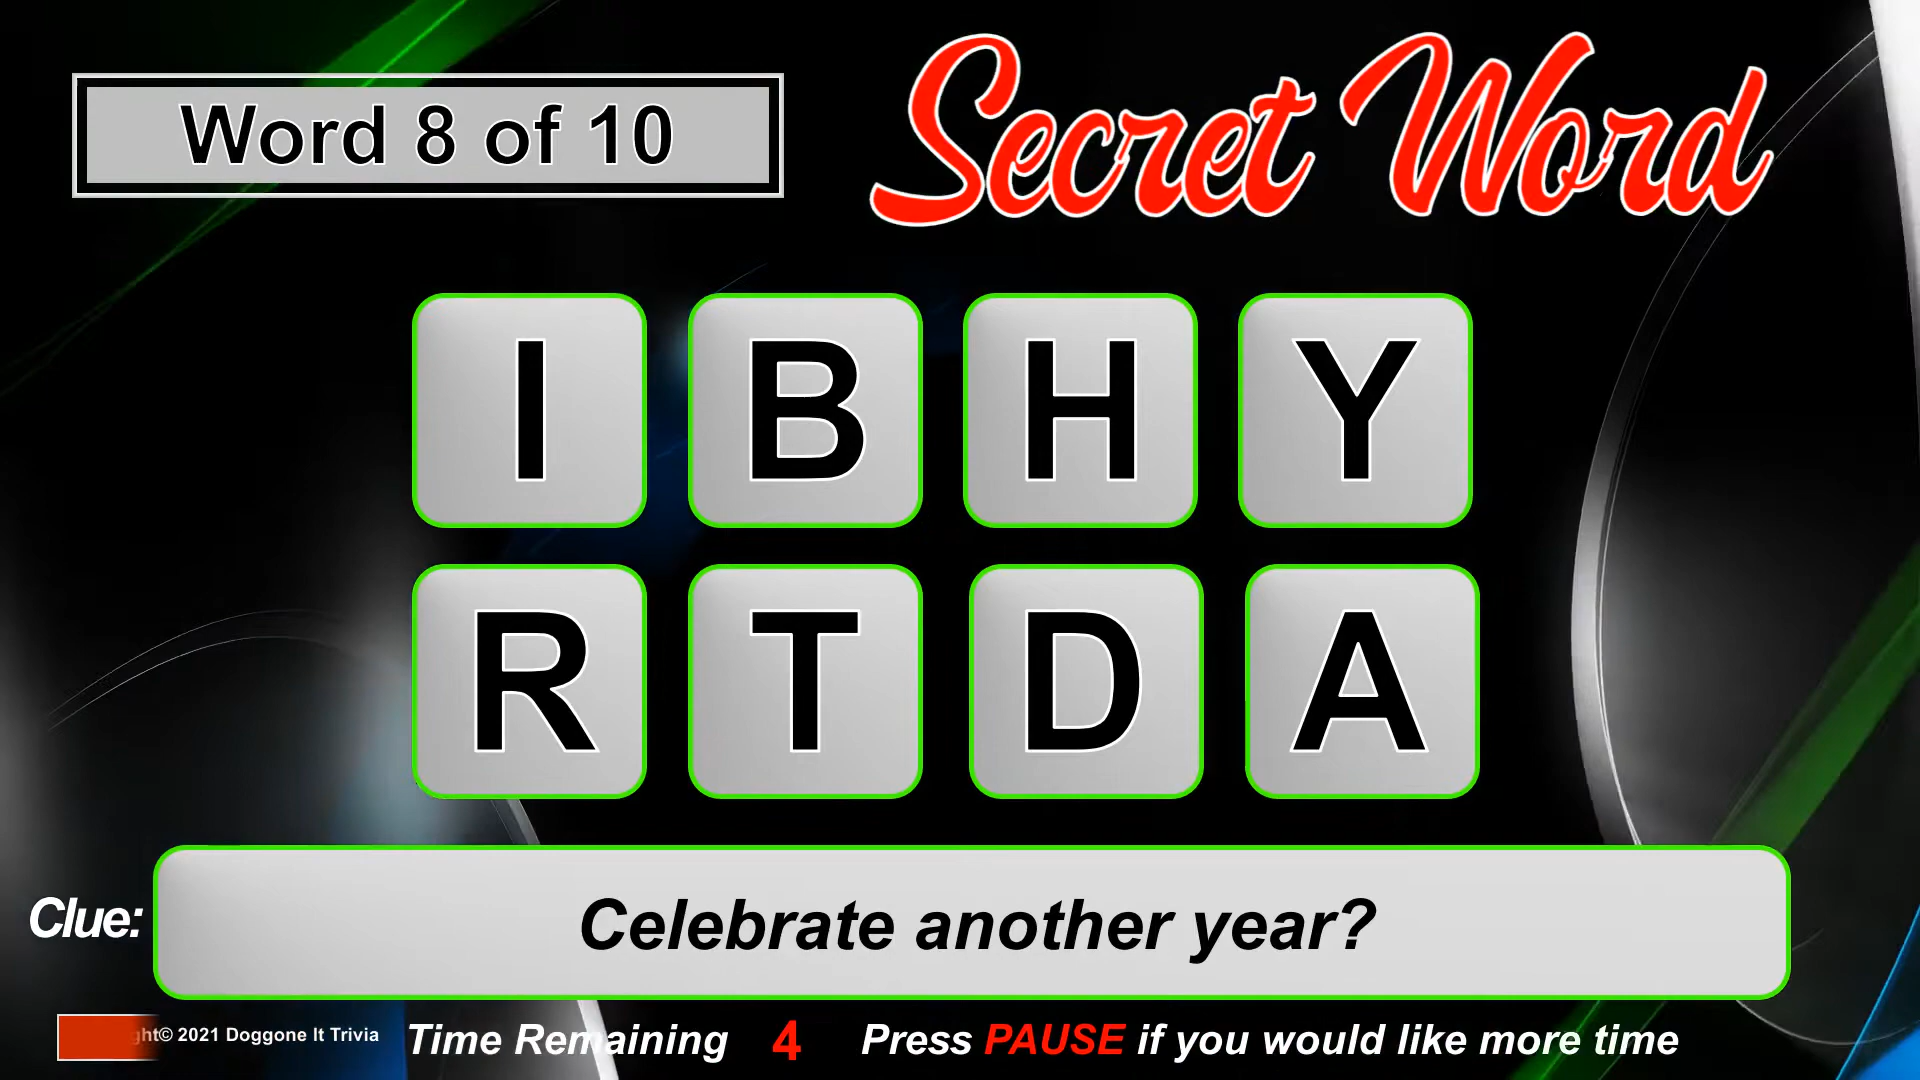 Word 8 of 10
Secret Word
I B H Y
R T D A
Clue: Celebrate another year?
ght© 2021 Doggone It Trivia
Time Remaining 4 Press PAUSE if you would like more time